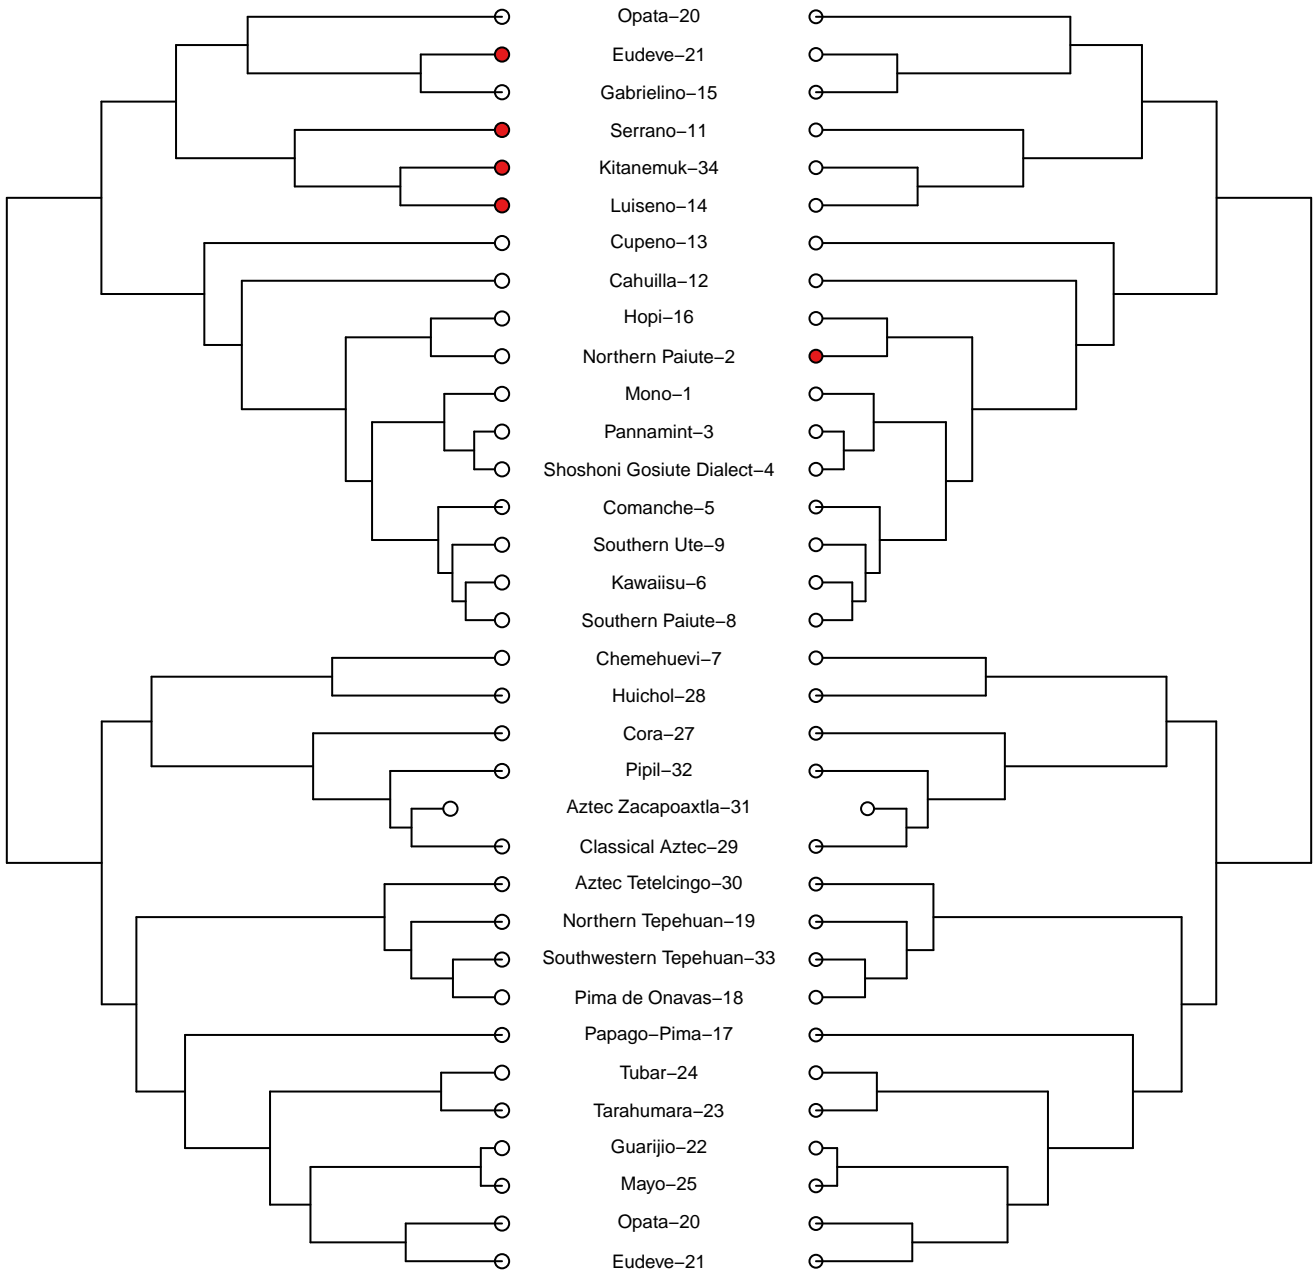 Opata–20
Eudeve–21
Gabrielino–15
Serrano–11
Kitanemuk–34
Luiseno–14
Cupeno–13
Cahuilla–12
Hopi–16
Northern Paiute–2
Mono–1
Pannamint–3
Shoshoni Gosiute Dialect–4
Comanche–5
Southern Ute–9
Kawaiisu–6
Southern Paiute–8
Chemehuevi–7
Huichol–28
Cora–27
Pipil–32
Aztec Zacapoaxtla–31
Classical Aztec–29
Aztec Tetelcingo–30
Northern Tepehuan–19
Southwestern Tepehuan–33
Pima de Onavas–18
Papago–Pima–17
Tubar–24
Tarahumara–23
Guarijio–22
Mayo–25
Opata–20
Eudeve–21